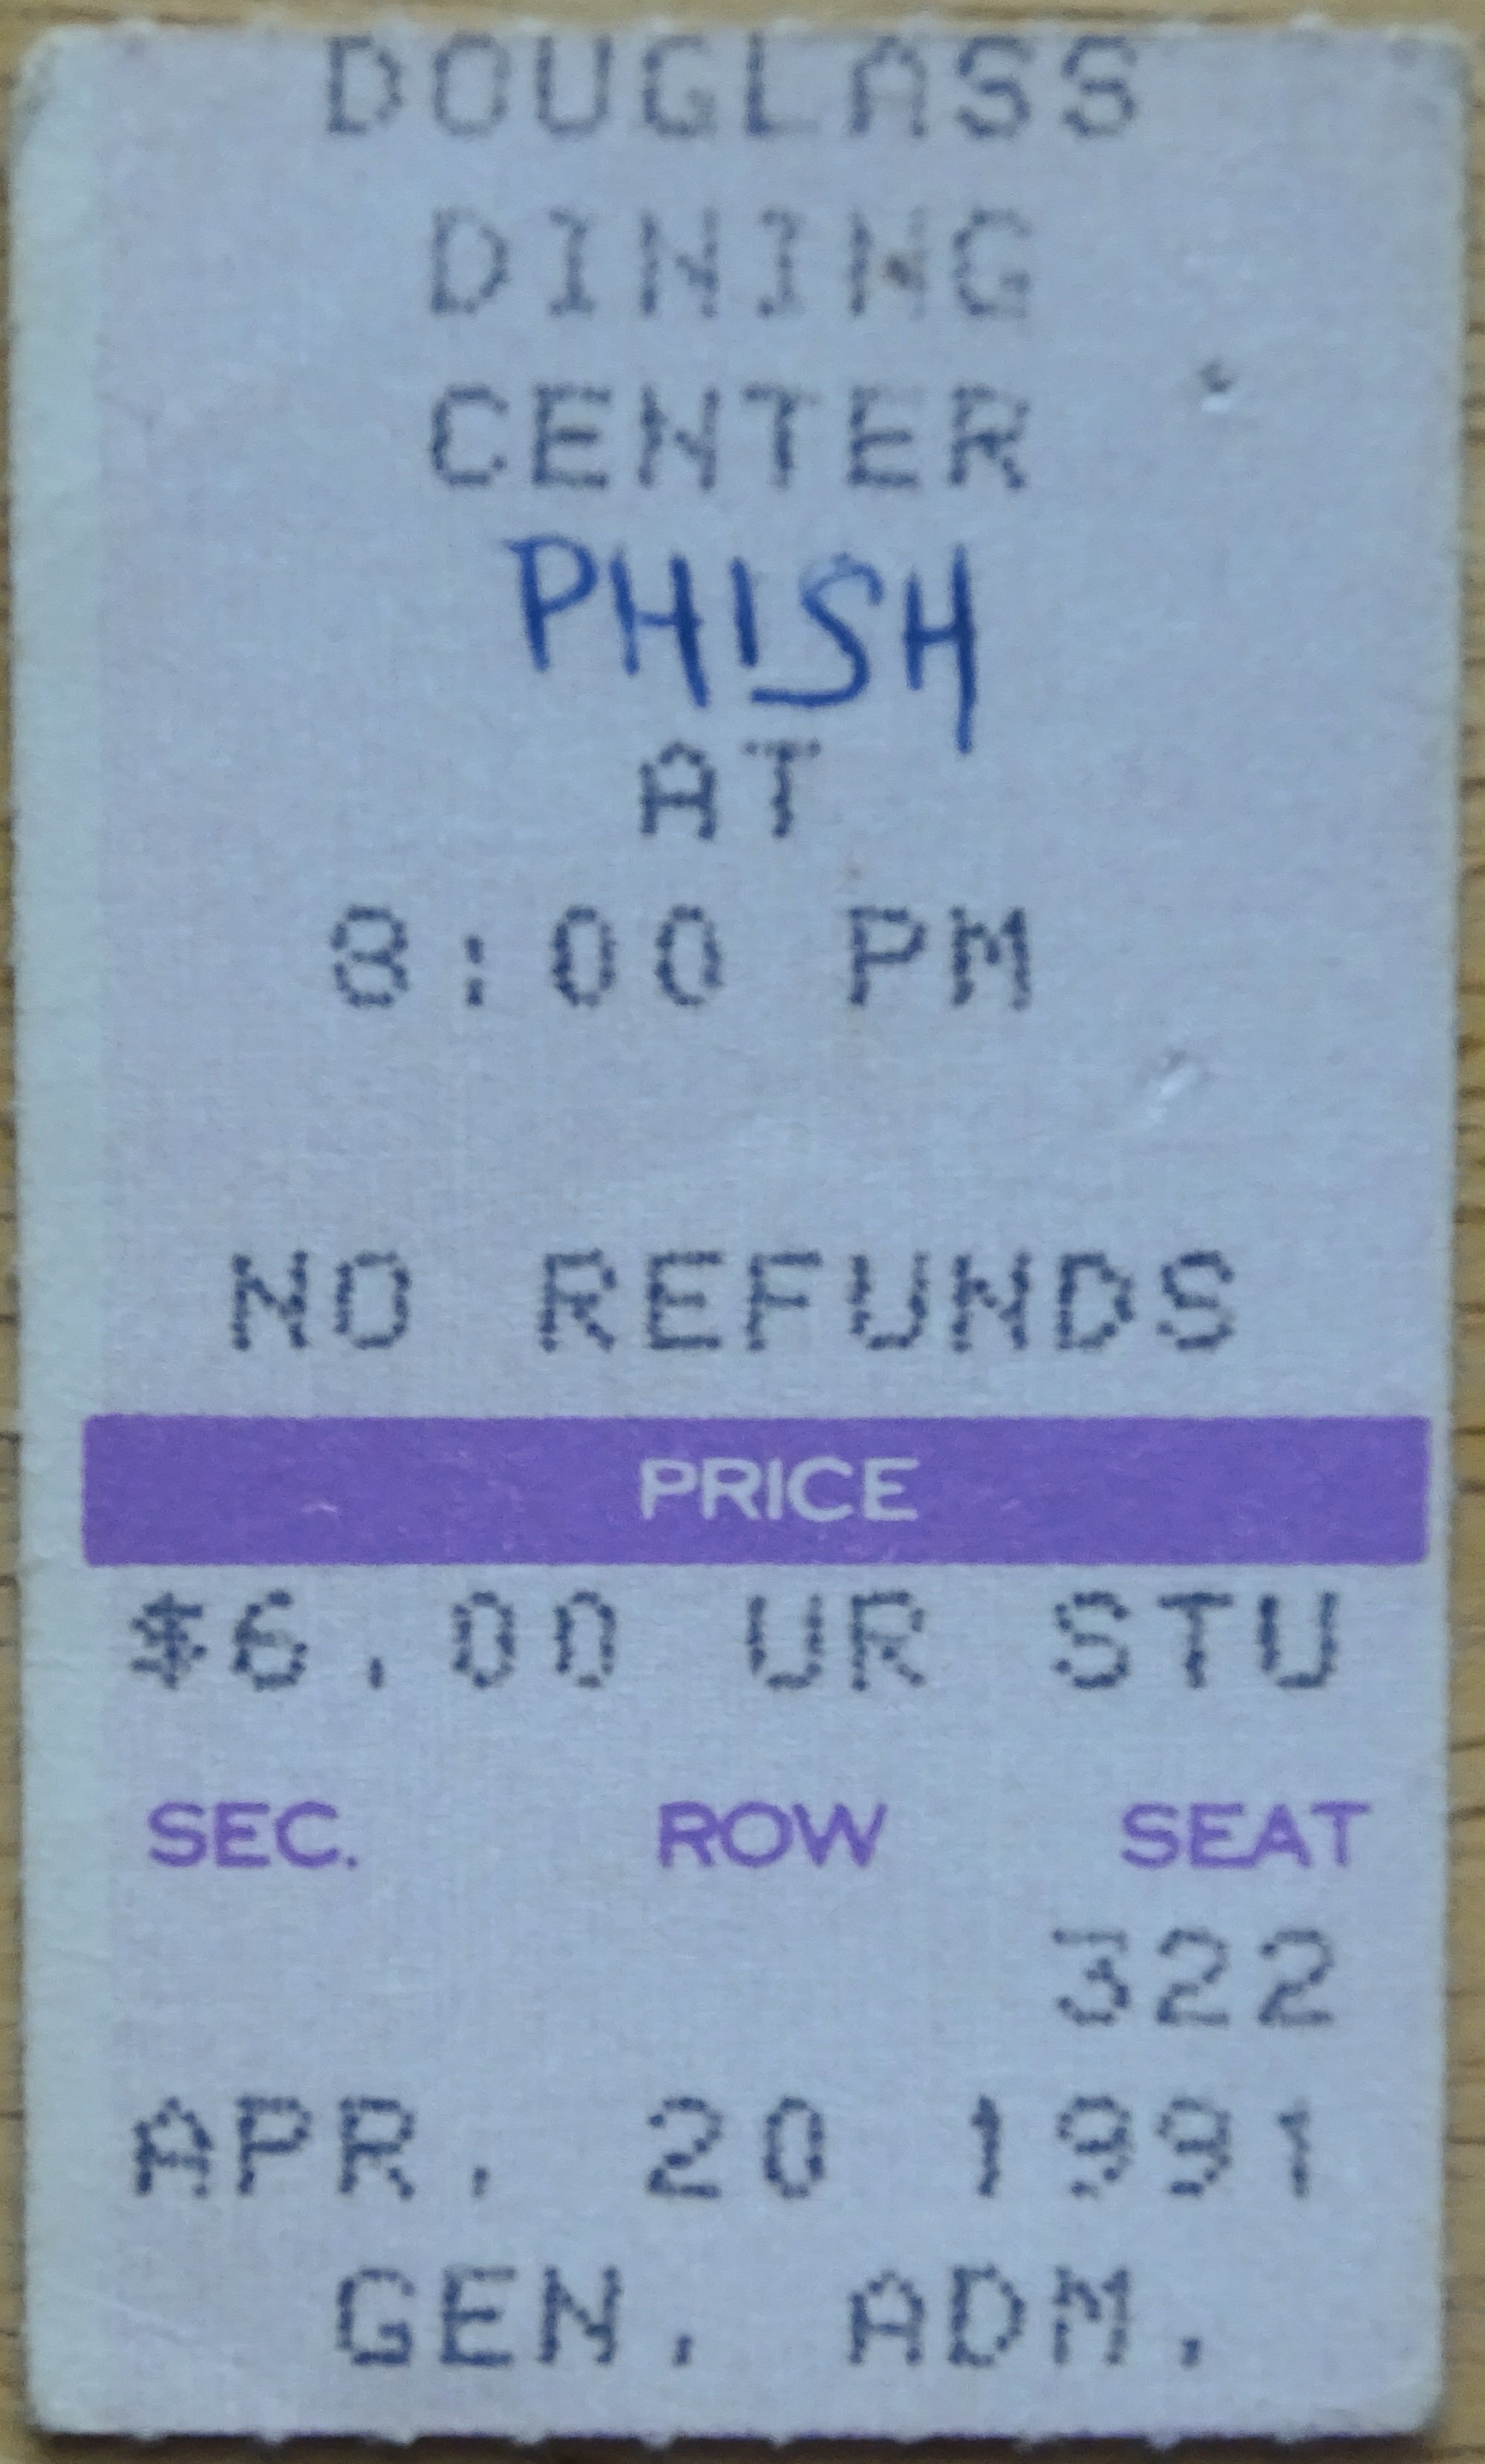 DOUGLASS
DINING
CENTER
PHISH
AT
8:00 PM
NO REFUNDS
PRICE
$6.00 UR STU
SEC. ROW SEAT
322
APR. 20 1991
GEN. ADM.